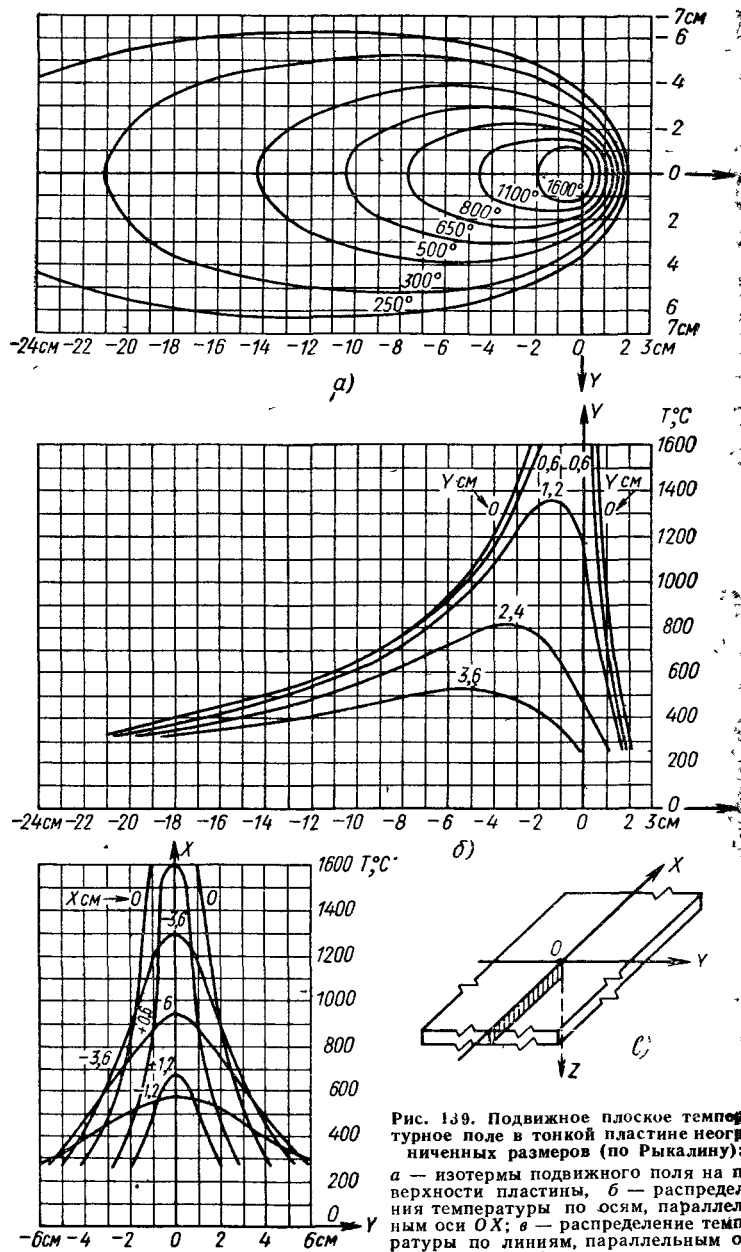 -7см
6
-4
-2
0
2
4
6
7см
1600°
1100°
800°
650°
500°
300°
250°
-24см -22 -20 -18 -16 -14 -12 -10 -8 -6 -4 -2 0 2 3см
а)
Y
Y T,°C
1600
1400
1200
1000
800
600
400
200
0
0,6 0,6
Y см 0
1,2
Y см 0
2,4
3,6
-24см -22 -20 -18 -16 -14 -12 -10 -8 -6 -4 -2 0 2 3см
б)
X
1600 T,°C
1400
1200
1000
800
600
400
200
0
X см 0
0
-3,6
+0,6
6
-3,6
+1,2
-1,2
-6см -4 -2 0 2 4 6см
Y
X
O
Y
Z
Рис. 139. Подвижное плоское
турное поле в тонкой пластине
ниченных размеров (по Рыкалину):
а — изотермы подвижного поля на
верхности пластины, б —
ния температуры по осям,
ным оси OX; в — распределение
ратуры по линиям, параллельным